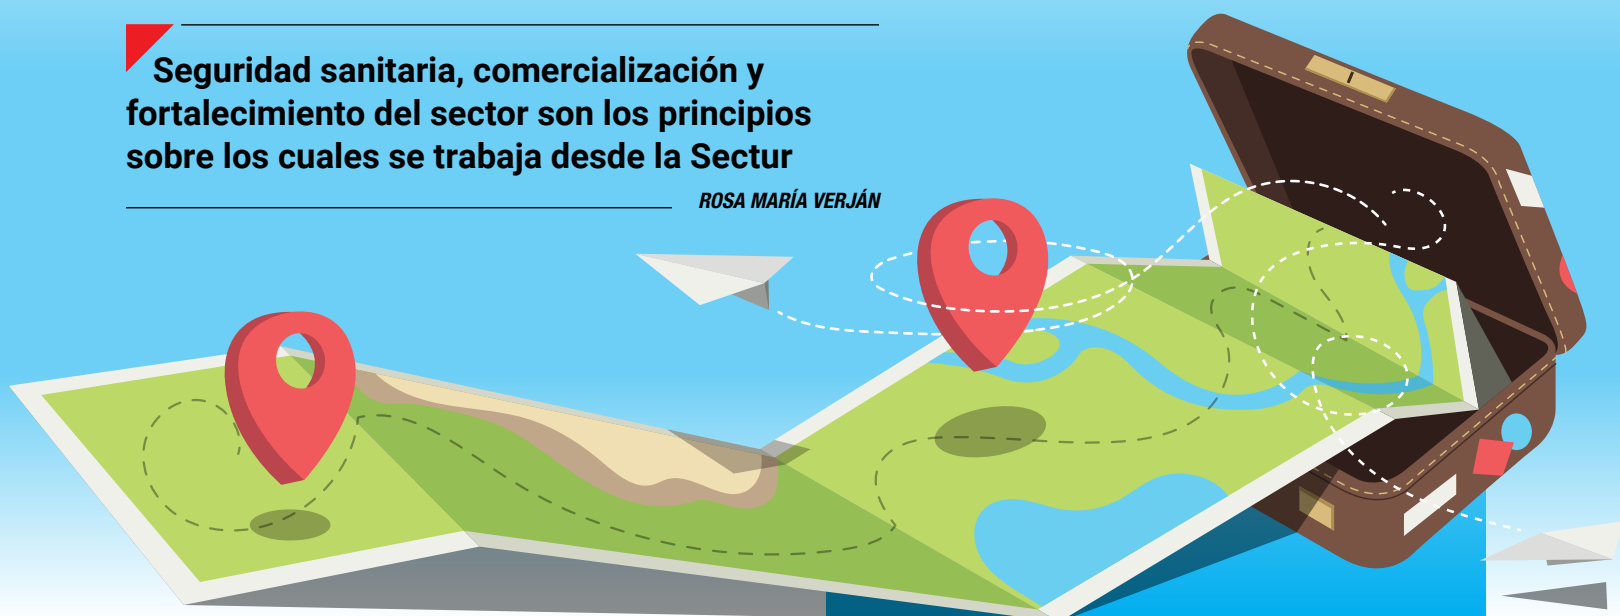 Seguridad sanitaria, comercialización y
fortalecimiento del sector son los principios
sobre los cuales se trabaja desde la Sectur
ROSA MARÍA VERJÁN